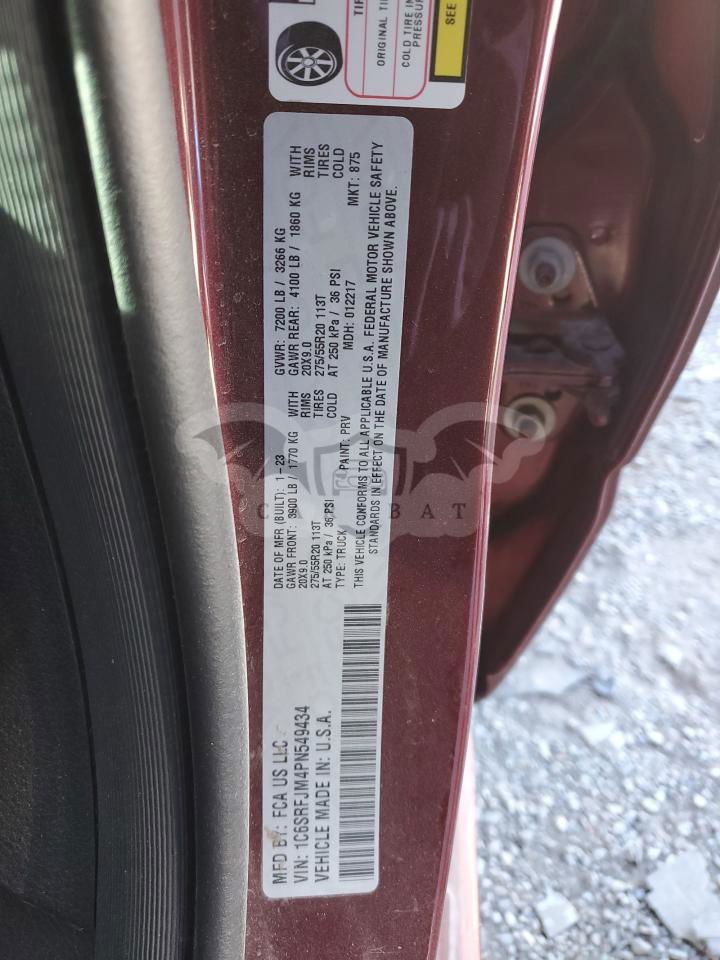 TIR
ORIGINAL TI
COLD TIRE IN
PRESSUR
SEE
MFD BY: FCA US LLC
DATE OF MFR (BUILT): 1-23
GVWR: 7200 LB / 3266 KG
GAWR FRONT: 3900 LB / 1770 KG WITH
GAWR REAR: 4100 LB / 1860 KG WITH
20X9.0 RIMS
20X9.0 RIMS
275/55R20 113T TIRES
275/55R20 113T TIRES
AT 250 kPa / 36 PSI COLD
AT 250 kPa / 36 PSI COLD
VIN: 1C6SRFJM4PN549434
TYPE: TRUCK
PAINT: PRV
MDH: 012217
MKT: 875
VEHICLE MADE IN: U.S.A.
THIS VEHICLE CONFORMS TO ALL APPLICABLE U.S.A. FEDERAL MOTOR VEHICLE SAFETY
STANDARDS IN EFFECT ON THE DATE OF MANUFACTURE SHOWN ABOVE.